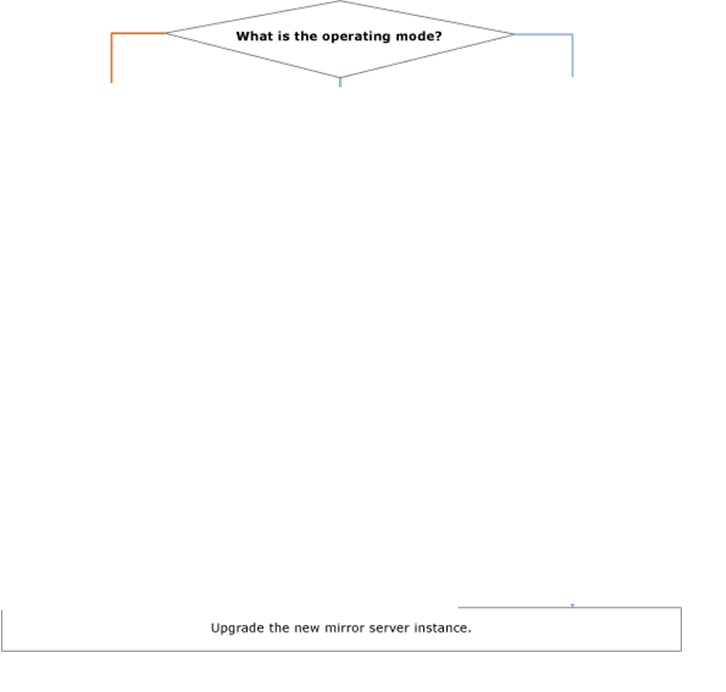 What is the operating mode?
Upgrade the new mirror server instance.